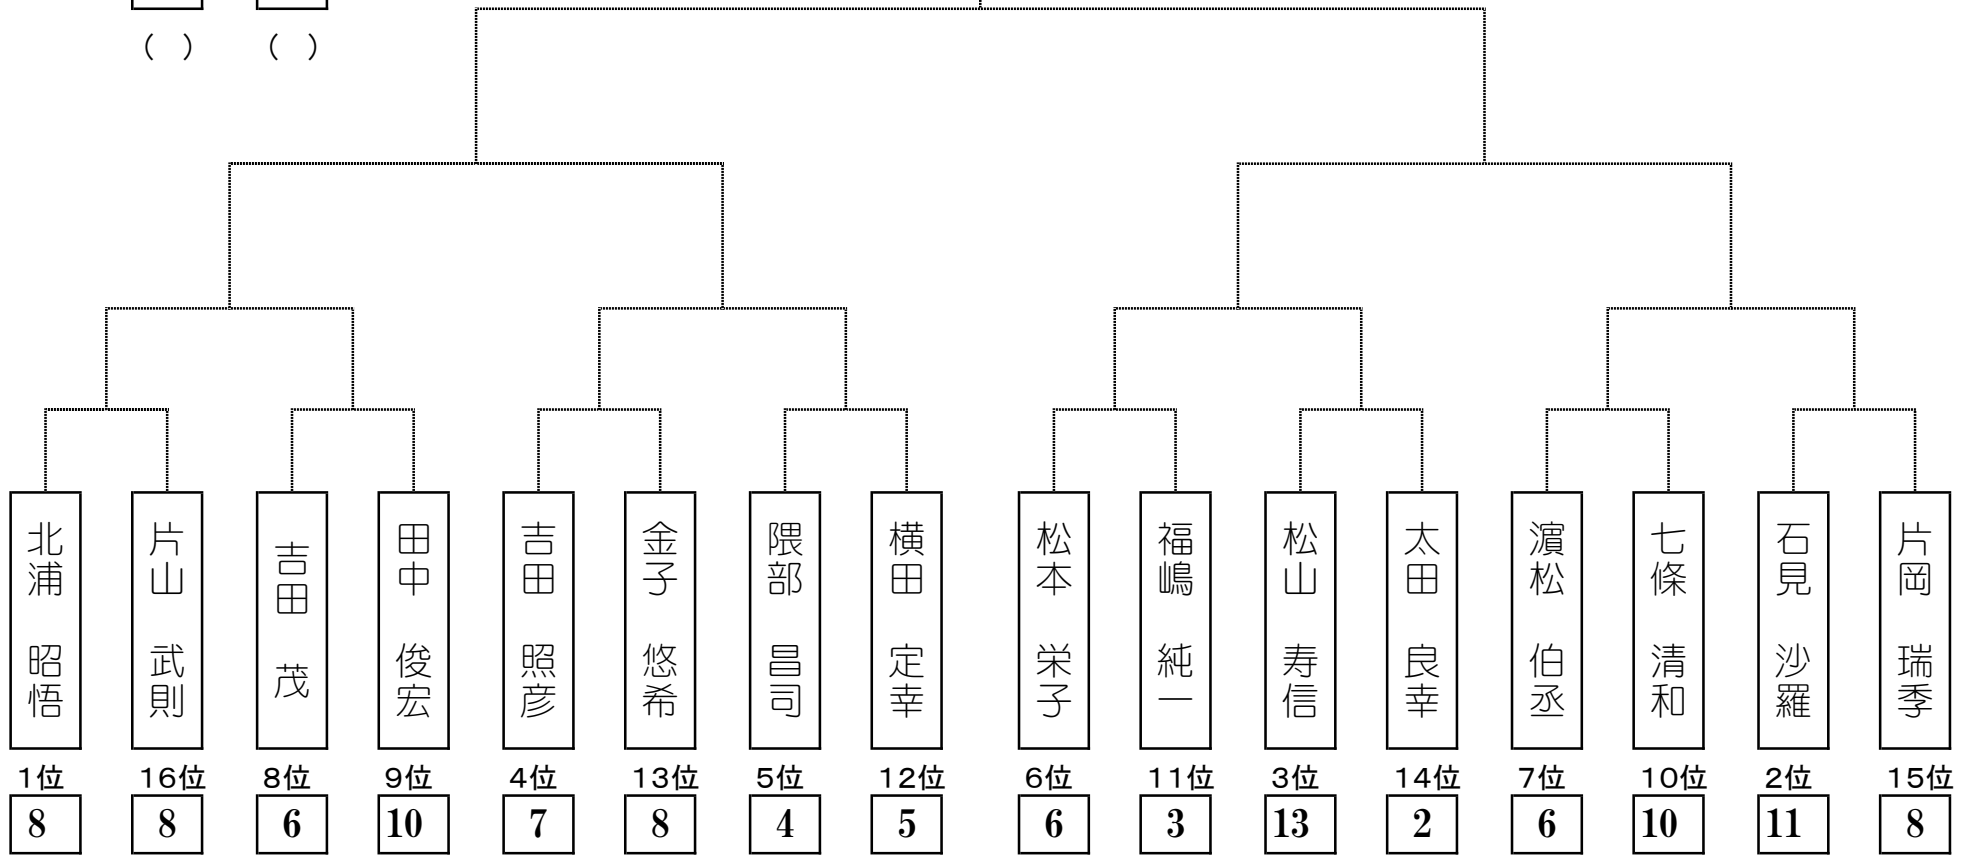 ( ) ( )
北浦 昭悟
片山 武則
吉田 茂
田中 俊宏
吉田 照彦
金子 悠希
隈部 昌司
横田 定幸
松本 栄子
福嶋 純一
松山 寿信
太田 良幸
濵松 伯丞
七條 清和
石見 沙羅
片岡 瑞季
1位 16位 8位 9位 4位 13位 5位 12位 6位 11位 3位 14位 7位 10位 2位 15位
8 8 6 10 7 8 4 5 6 3 13 2 6 10 11 8